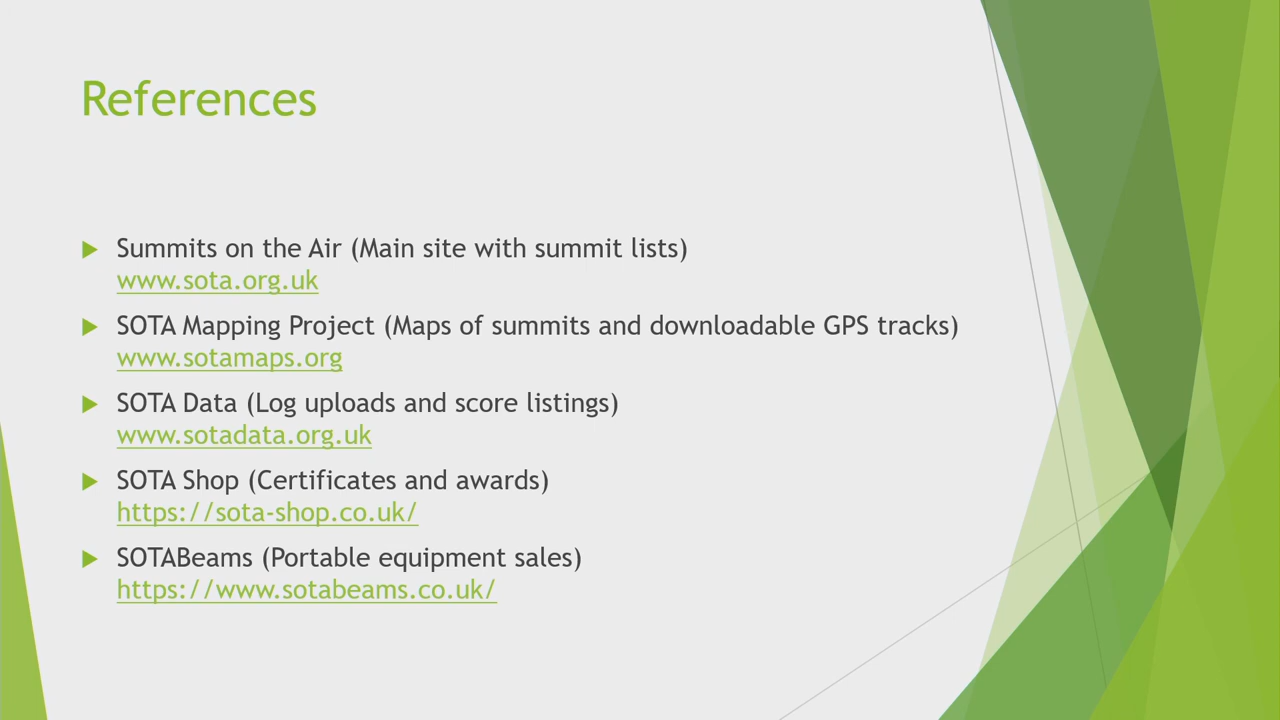 References
Summits on the Air (Main site with summit lists)
www.sota.org.uk
SOTA Mapping Project (Maps of summits and downloadable GPS tracks)
www.sotamaps.org
SOTA Data (Log uploads and score listings)
www.sotadata.org.uk
SOTA Shop (Certificates and awards)
https://sota-shop.co.uk/
SOTABeams (Portable equipment sales)
https://www.sotabeams.co.uk/